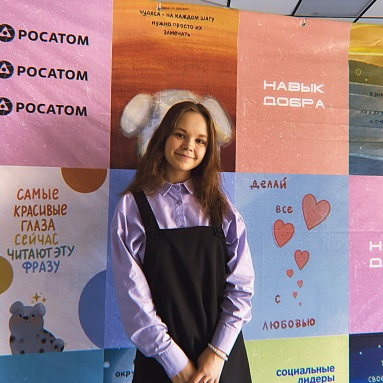 чудеса - на каждом шагу
нужно просто их
замечать
РОСАТОМ
РОСАТОМ
РОСАТОМ
НАВЫК
ДОБРА
САМЫЕ
КРАСИВЫЕ
ГЛАЗА
СЕЙЧАС
ЧИТАЮТ ЭТУ
ФРАЗУ
ДЕЛАЙ
ВСЕ
С
ЛЮБОВЬЮ
социальные
лидеры